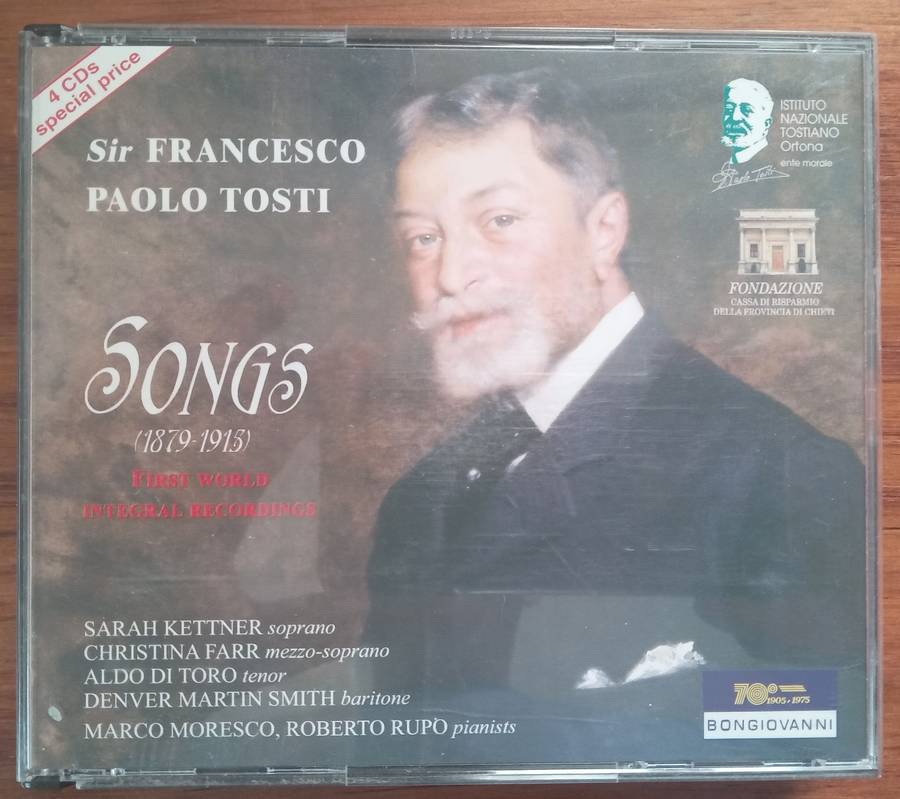 4 CDs
special price
Sir FRANCESCO
PAOLO TOSTI
ISTITUTO
NAZIONALE
TOSTIANO
Ortona
ente morale
FONDAZIONE
CASSA DI RISPARMIO
DELLA PROVINCIA DI CHIETI
SONGS
(1879-1915)
FIRST WORLD
INTEGRAL RECORDINGS
SARAH KETTNER soprano
CHRISTINA FARR mezzo-soprano
ALDO DI TORO tenor
DENVER MARTIN SMITH baritone
MARCO MORESCO, ROBERTO RUPO pianists
70° 1905-1975
BONGIOVANNI